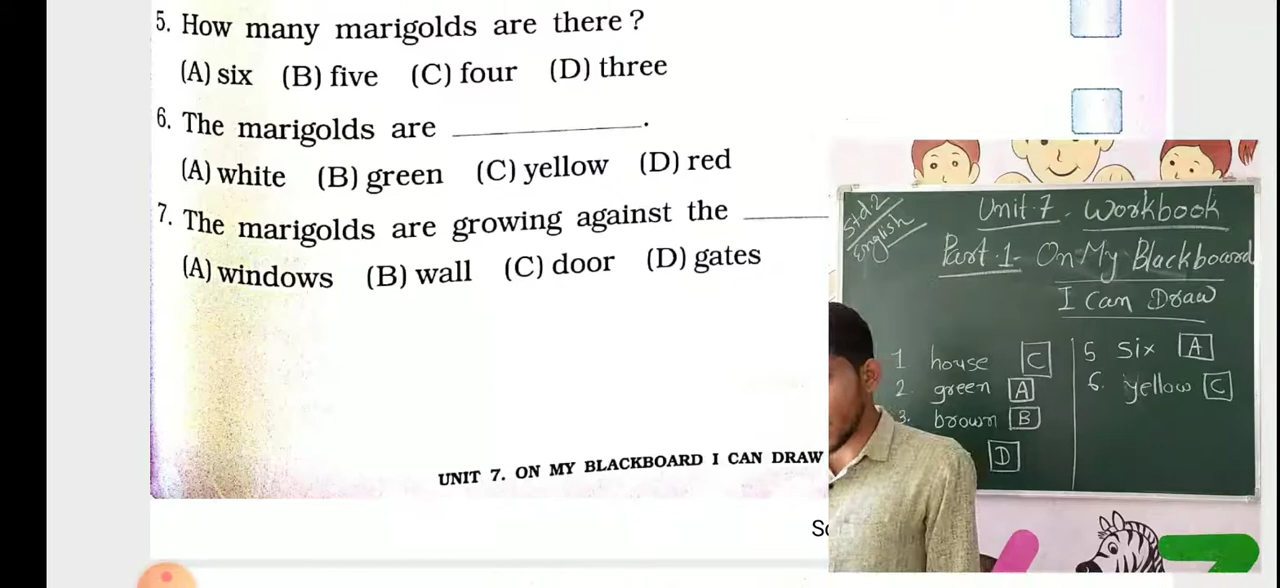 5. How many marigolds are there ?
(A) six (B) five (C) four (D) three
6. The marigolds are ________.
(A) white (B) green (C) yellow (D) red
7. The marigolds are growing against the ____
(A) windows (B) wall (C) door (D) gates
UNIT 7. ON MY BLACKBOARD I CAN DRAW
Std.2
English
Unit.7. Workbook
Part.1- On My Blackboard
I Can Draw
1 house C
2. green A
3. brown B
D
5 six A
6. yellow C